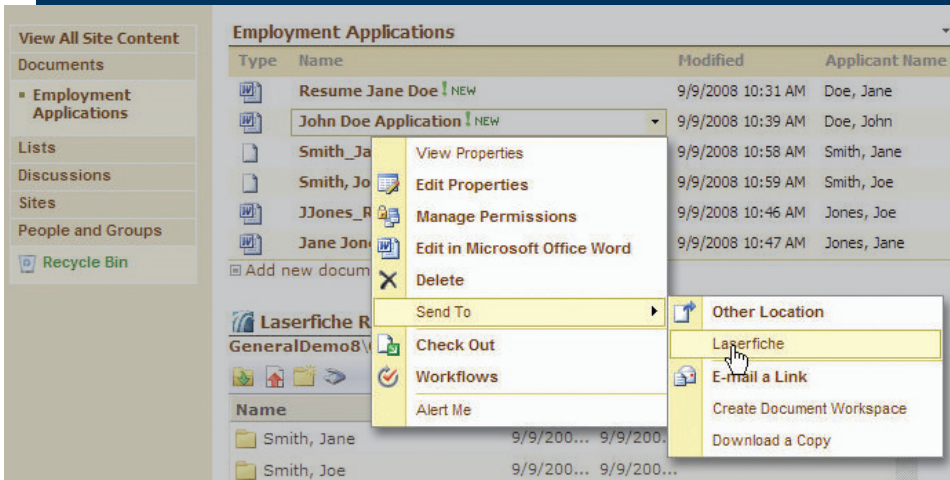 View All Site Content
Documents
Employment
Applications
Lists
Discussions
Sites
People and Groups
Recycle Bin
Employment Applications
Type Name Modified Applicant Name
Resume Jane Doe ! NEW 9/9/2008 10:31 AM Doe, Jane
John Doe Application ! NEW 9/9/2008 10:39 AM Doe, John
Smith_Ja 9/9/2008 10:58 AM Smith, Jane
Smith, Jo 9/9/2008 10:59 AM Smith, Joe
JJones_R 9/9/2008 10:46 AM Jones, Joe
Jane Jon 9/9/2008 10:47 AM Jones, Jane
Add new docum
View Properties
Edit Properties
Manage Permissions
Edit in Microsoft Office Word
Delete
Send To
Check Out
Workflows
Alert Me
Other Location
Laserfiche
E-mail a Link
Create Document Workspace
Download a Copy
Laserfiche R
GeneralDemo8\
Name
Smith, Jane 9/9/200... 9/9/200.
Smith, Joe 9/9/200... 9/9/200...